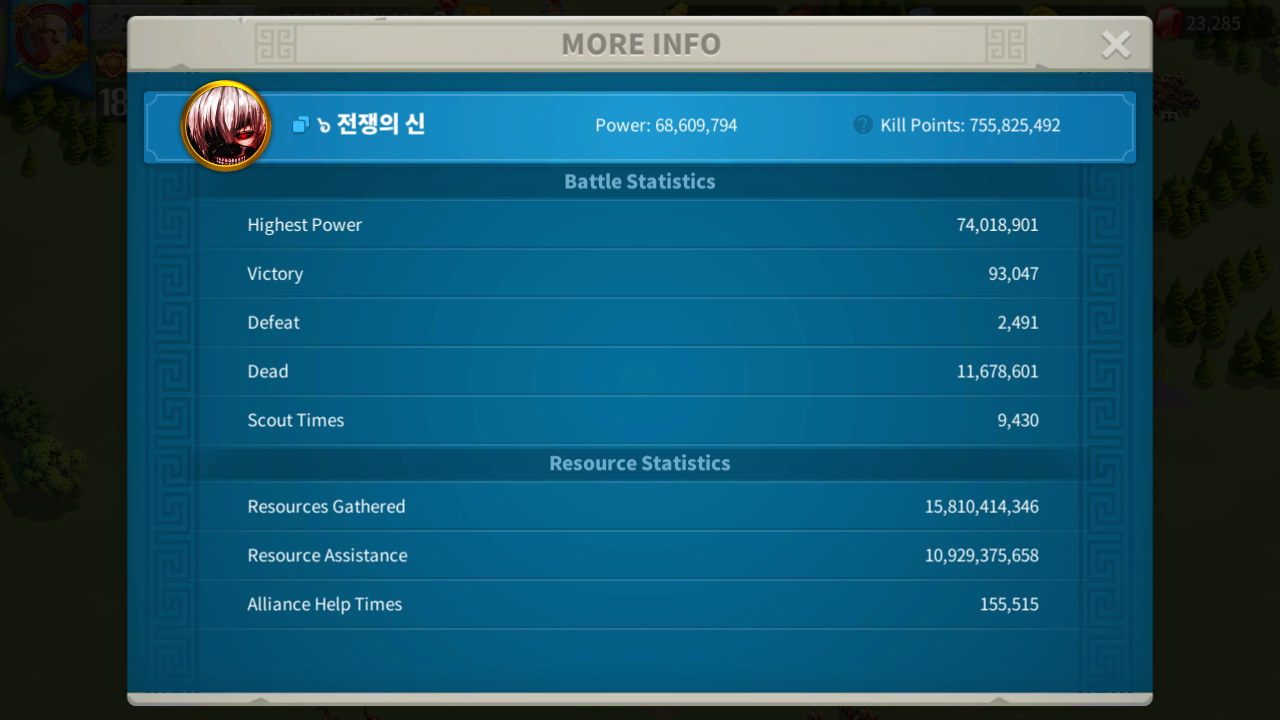 23,285
MORE INFO
18
ঌ 전쟁의 신
Power: 68,609,794
? Kill Points: 755,825,492
22
Battle Statistics
Highest Power 74,018,901
Victory 93,047
Defeat 2,491
Dead 11,678,601
Scout Times 9,430
Resource Statistics
Resources Gathered 15,810,414,346
Resource Assistance 10,929,375,658
Alliance Help Times 155,515